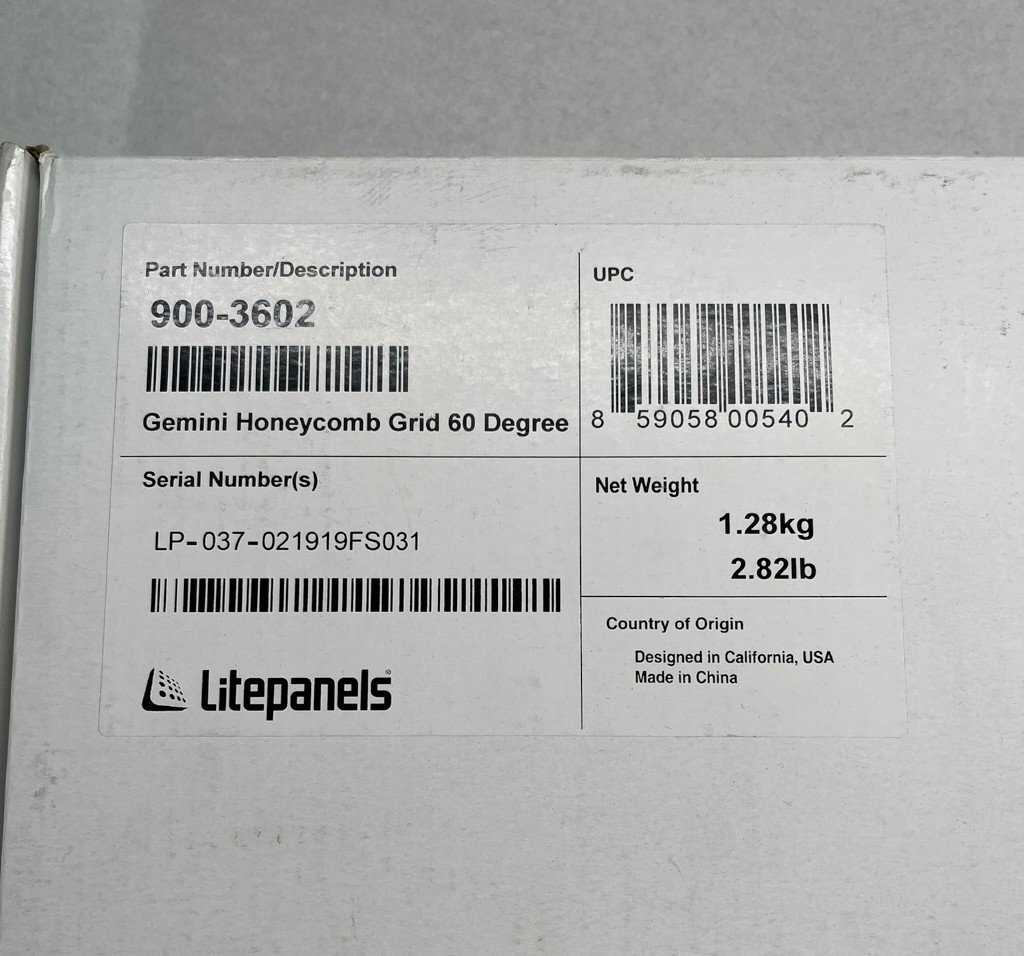 Part Number/Description
900-3602
Gemini Honeycomb Grid 60 Degree
UPC
8 59058 00540 2
Serial Number(s)
LP-037-021919FS031
Litepanels®
Net Weight
1.28kg
2.82lb
Country of Origin
Designed in California, USA
Made in China